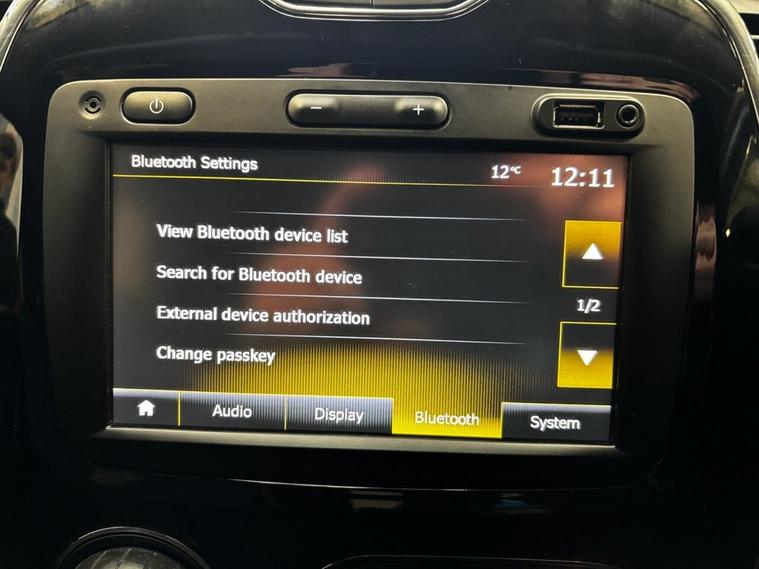 − +
Bluetooth Settings 12°C 12:11
View Bluetooth device list
Search for Bluetooth device
1/2
External device authorization
Change passkey
Audio Display Bluetooth System